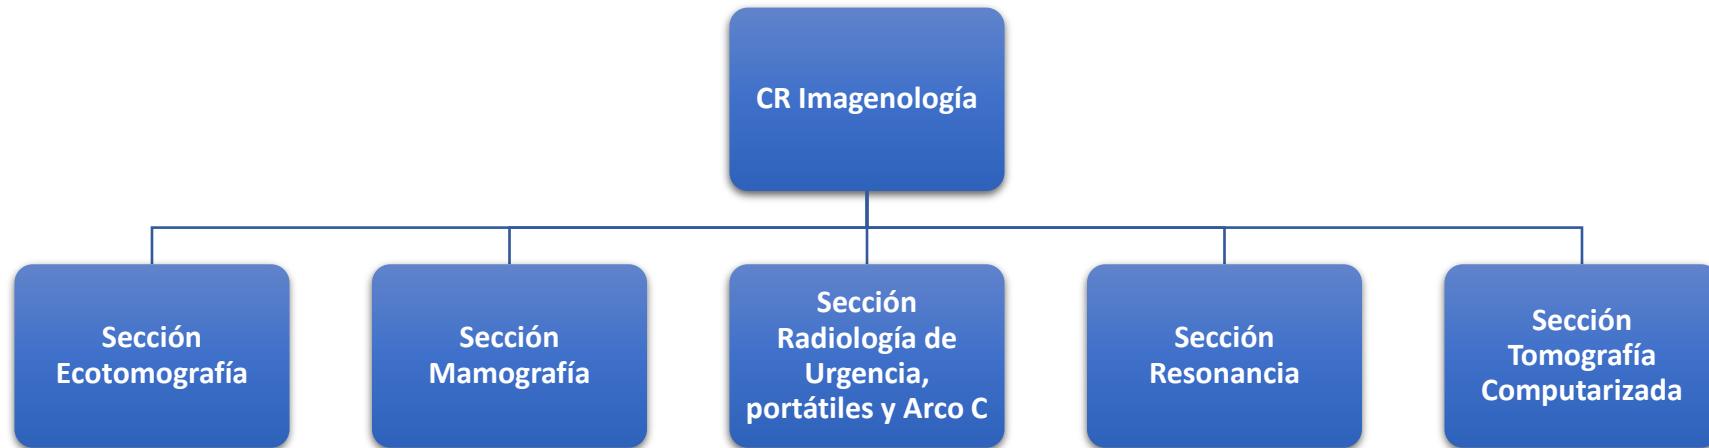 CR Imagenología
Sección
Ecotomografía
Sección
Mamografía
Sección
Radiología de
Urgencia,
portátiles y Arco C
Sección
Resonancia
Sección
Tomografía
Computarizada